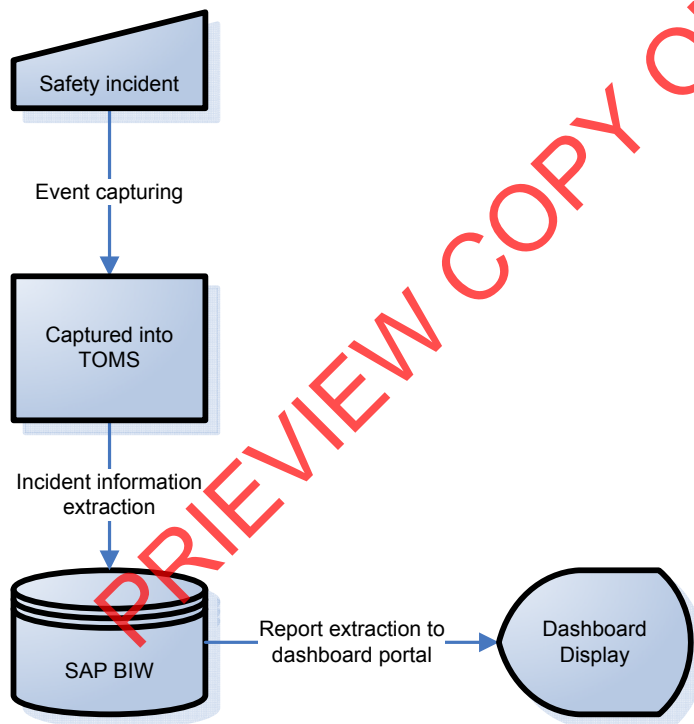 Safety incident
Event capturing
Captured into
TOMS
Incident information
extraction
SAP BIW
Report extraction to
dashboard portal
Dashboard
Display
PRIEVIEW COPY